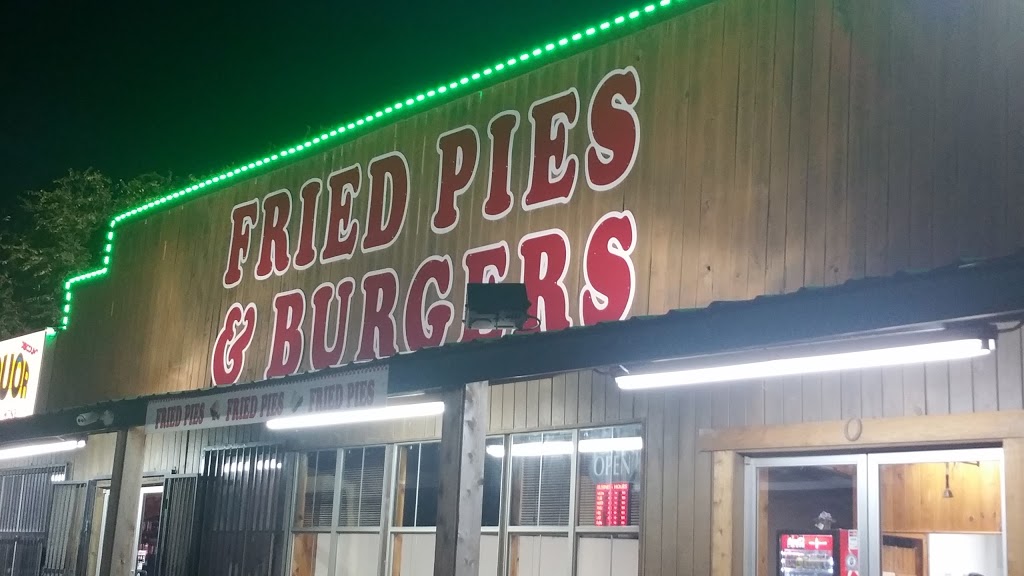 FRIED PIES
& BURGERS
FRIED PIES FRIED PIES FRIED PIES
OPEN